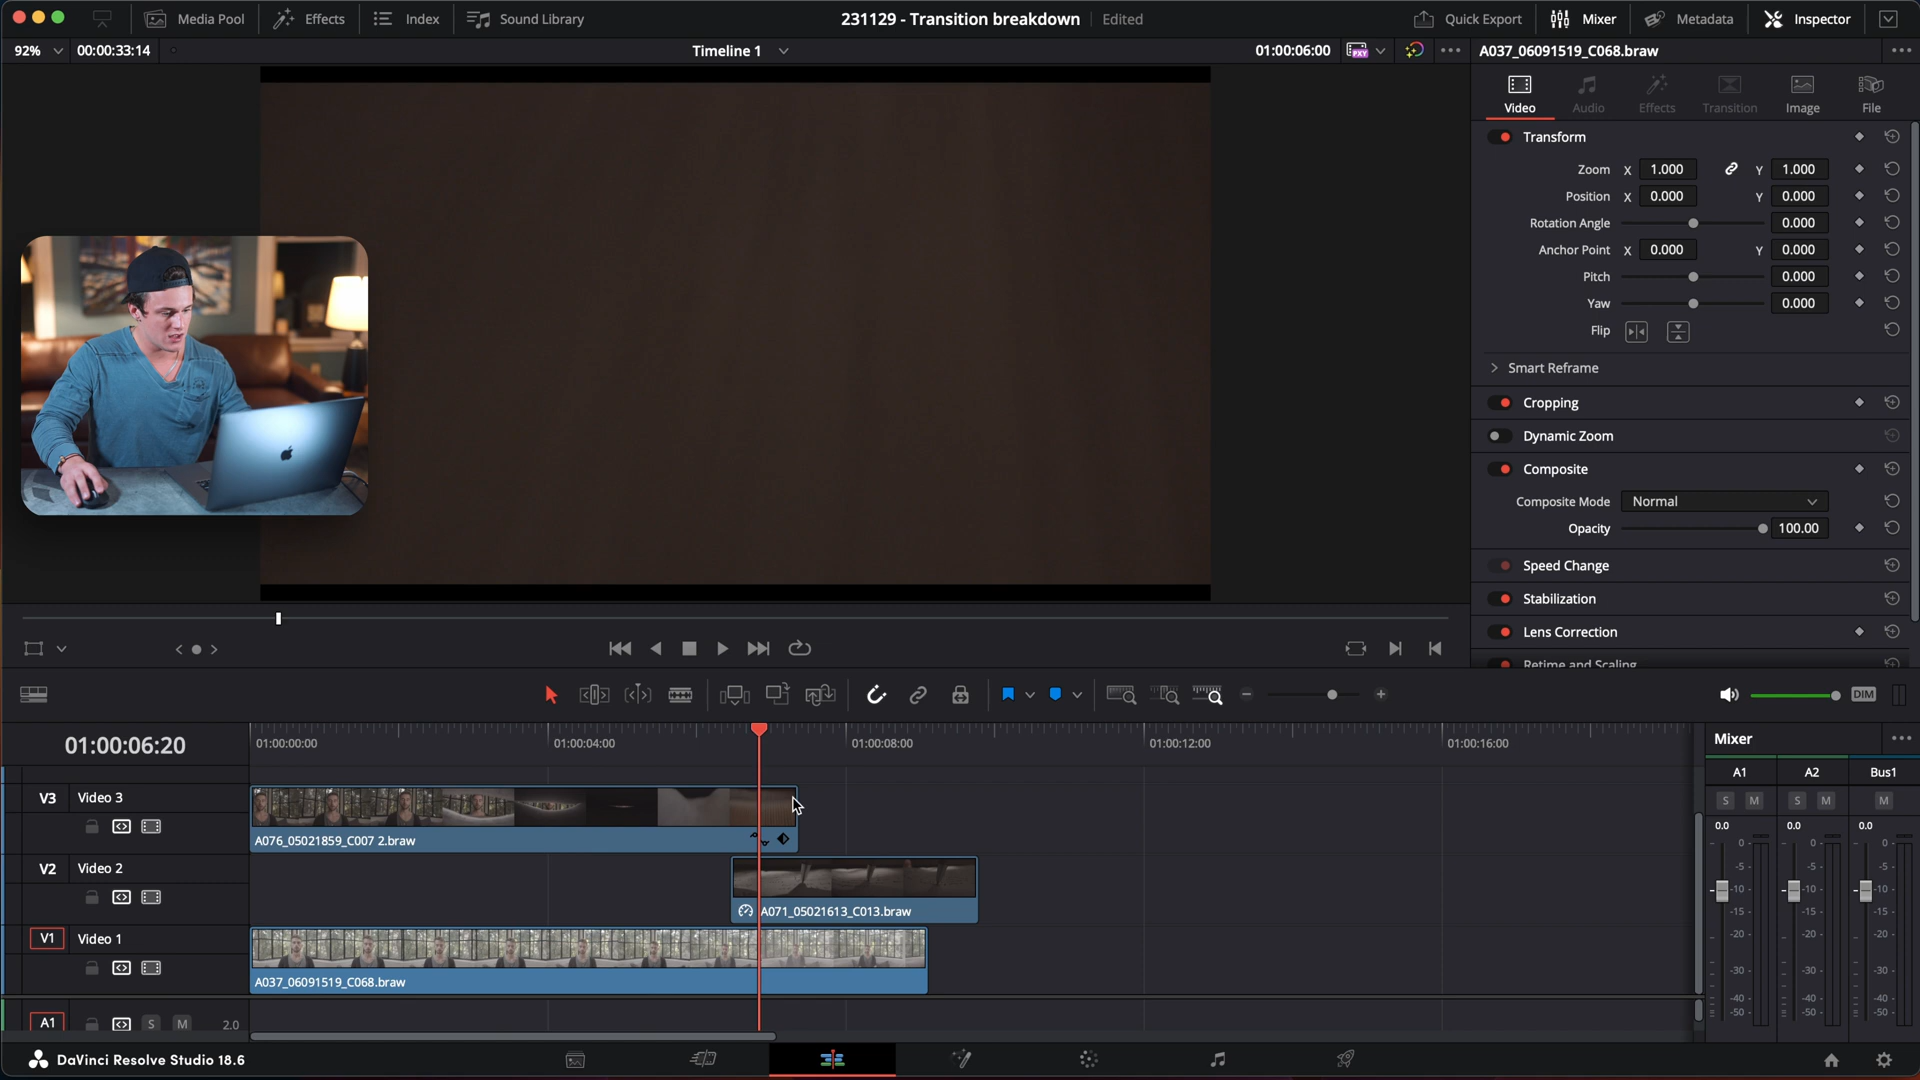 Media Pool
Effects
Index
Sound Library
231129 - Transition breakdown
Edited
Quick Export
Mixer
Metadata
Inspector
92%
00:00:33:14
Timeline 1
01:00:06:00
PXY
A037_06091519_C068.braw
Video
Audio
Effects
Transition
Image
File
Transform
Zoom X 1.000 Y 1.000
Position X 0.000 Y 0.000
Rotation Angle 0.000
Anchor Point X 0.000 Y 0.000
Pitch 0.000
Yaw 0.000
Flip
Smart Reframe
Cropping
Dynamic Zoom
Composite
Composite Mode Normal
Opacity 100.00
Speed Change
Stabilization
Lens Correction
Retime and Scaling
DIM
01:00:06:20
01:00:00:00
01:00:04:00
01:00:08:00
01:00:12:00
01:00:16:00
Mixer
A1 A2 Bus1
S M S M M
0.0 0.0 0.0
0- 0- 0-
-5- -5- -5-
-10- -10- -10-
-15- -15- -15-
-20- -20- -20-
-30- -30- -30-
-40- -40- -40-
-50- -50- -50-
V3 Video 3
A076_05021859_C007 2.braw
V2 Video 2
A071_05021613_C013.braw
V1 Video 1
A037_06091519_C068.braw
A1 S M 2.0
DaVinci Resolve Studio 18.6